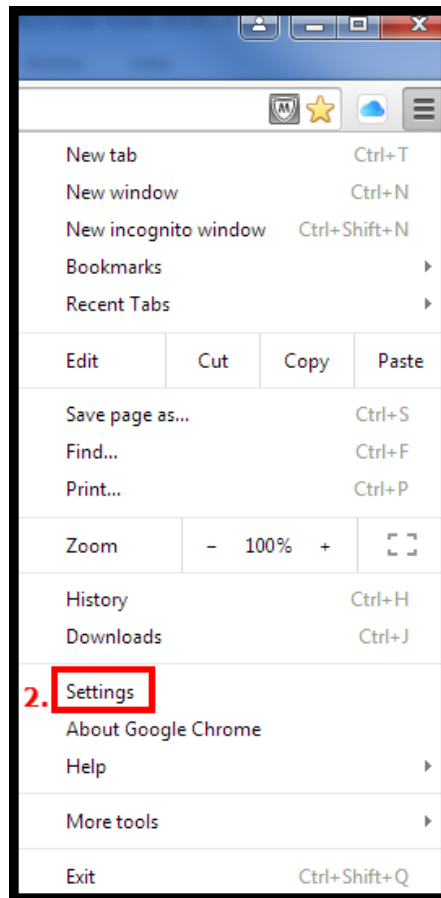 New tab Ctrl+T
New window Ctrl+N
New incognito window Ctrl+Shift+N
Bookmarks
Recent Tabs
Edit Cut Copy Paste
Save page as... Ctrl+S
Find... Ctrl+F
Print... Ctrl+P
Zoom - 100% +
History Ctrl+H
Downloads Ctrl+J
2. Settings
About Google Chrome
Help
More tools
Exit Ctrl+Shift+Q